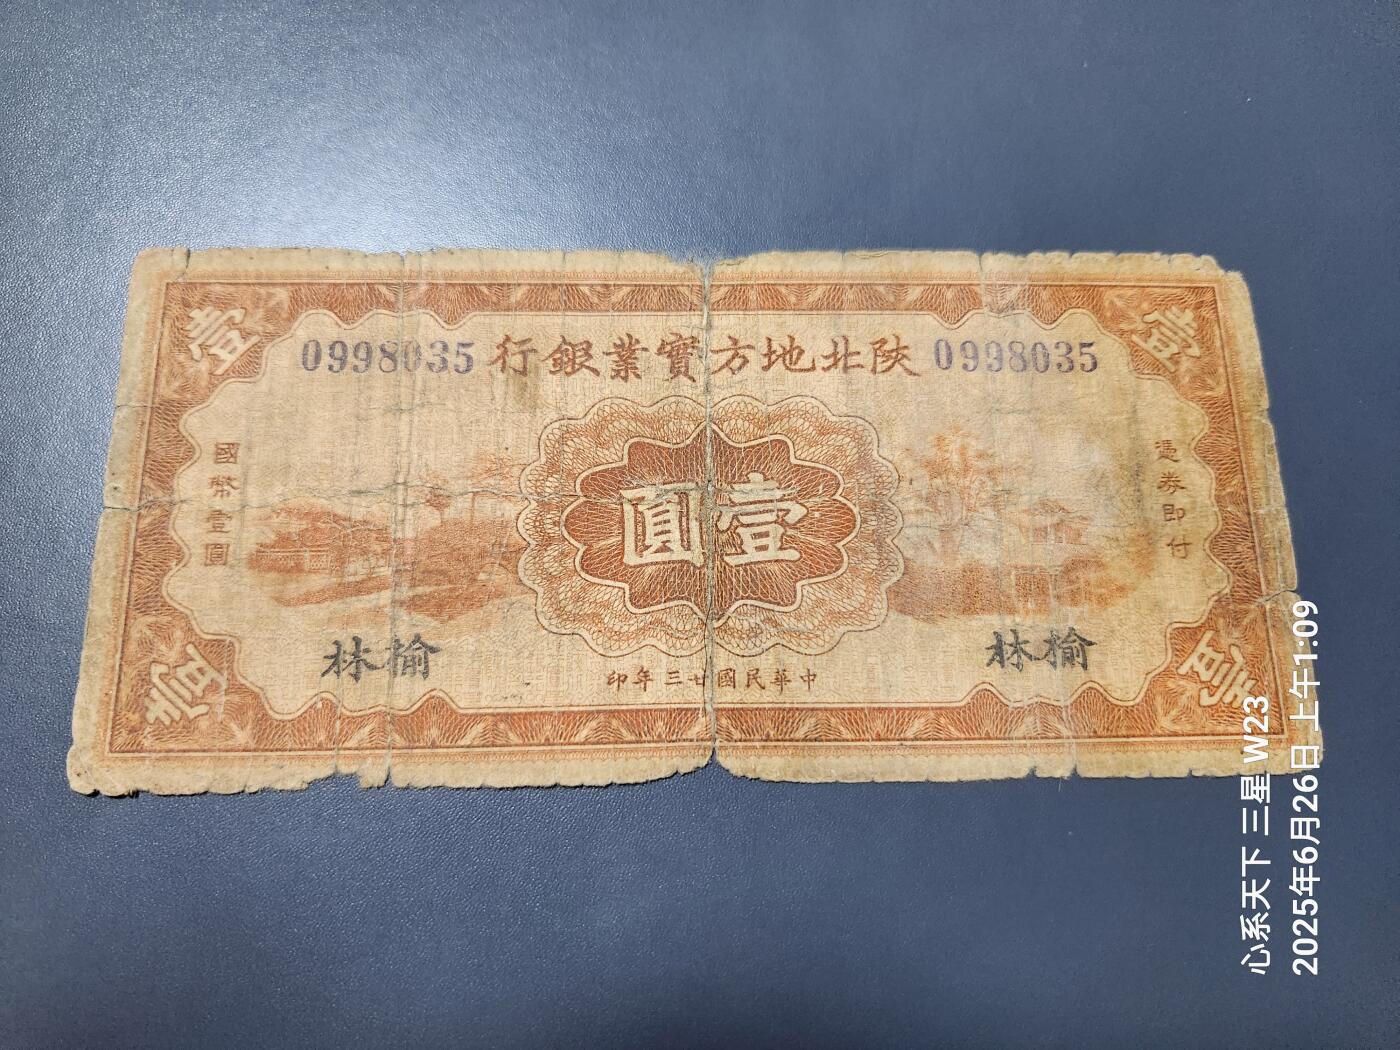 壹
壹
0998035 陝北地方實業銀行 0998035
憑券即付
國幣壹圓
壹圓
榆林
榆林
中華民國廿三年印
壹
壹
心系天下 三星 W23
2025年6月26日 上午1:09